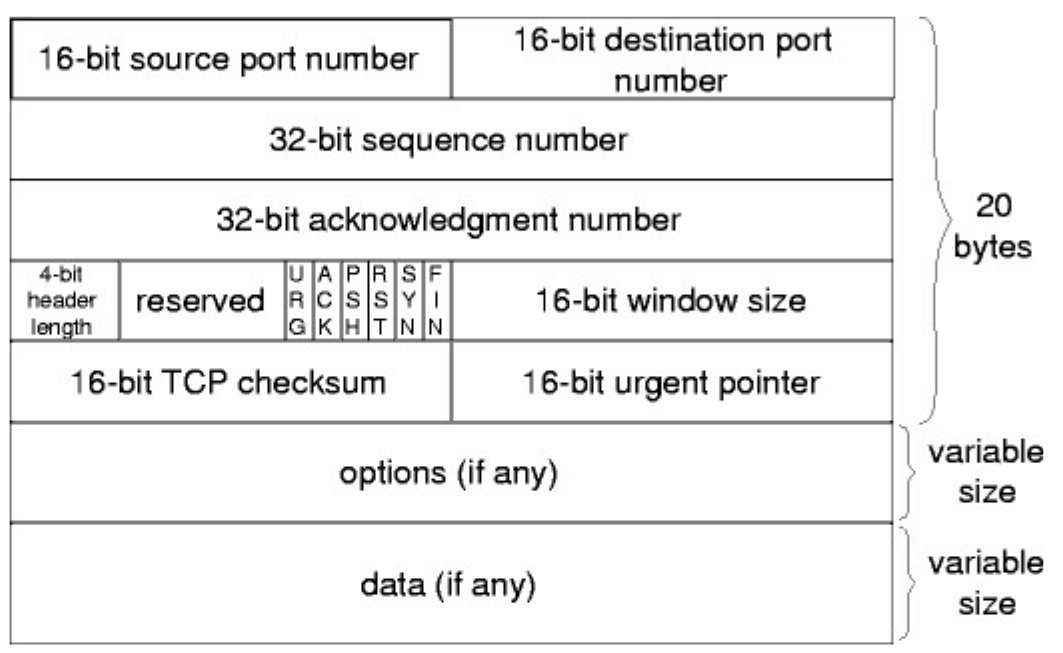 16-bit source port number
16-bit destination port
number
32-bit sequence number
32-bit acknowledgment number
20
bytes
4-bit
header
length
reserved
URG
ACK
PSH
RST
SYN
FIN
16-bit window size
16-bit TCP checksum
16-bit urgent pointer
options (if any)
variable
size
data (if any)
variable
size